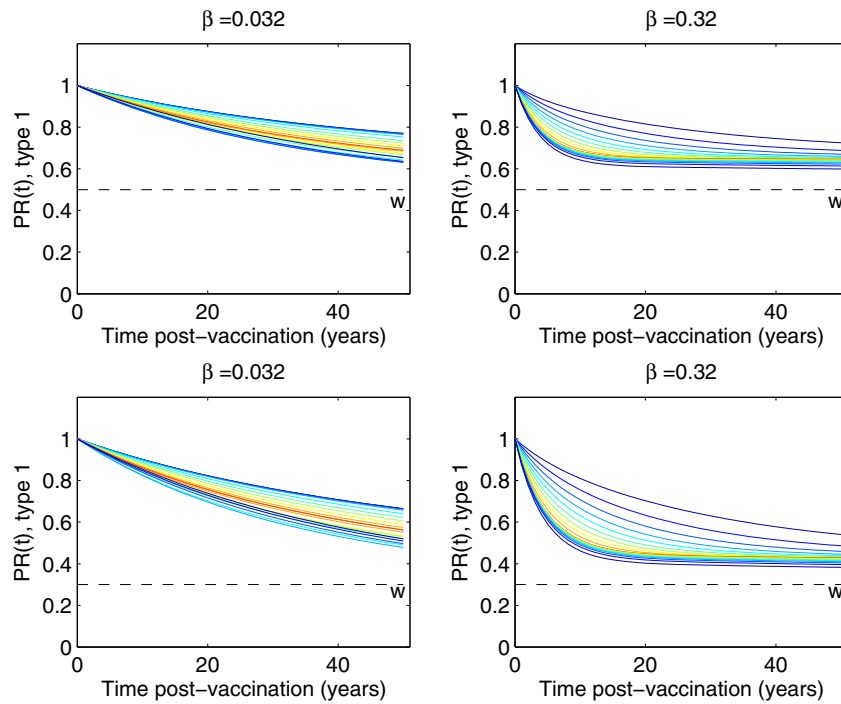 β =0.032
β =0.32
PR(t), type 1
1
0.8
0.6
0.4
0.2
0
w
0 20 40
Time post−vaccination (years)
PR(t), type 1
1
0.8
0.6
0.4
0.2
0
w
0 20 40
Time post−vaccination (years)
β =0.032
β =0.32
PR(t), type 1
1
0.8
0.6
0.4
0.2
0
w
0 20 40
Time post−vaccination (years)
PR(t), type 1
1
0.8
0.6
0.4
0.2
0
w
0 20 40
Time post−vaccination (years)